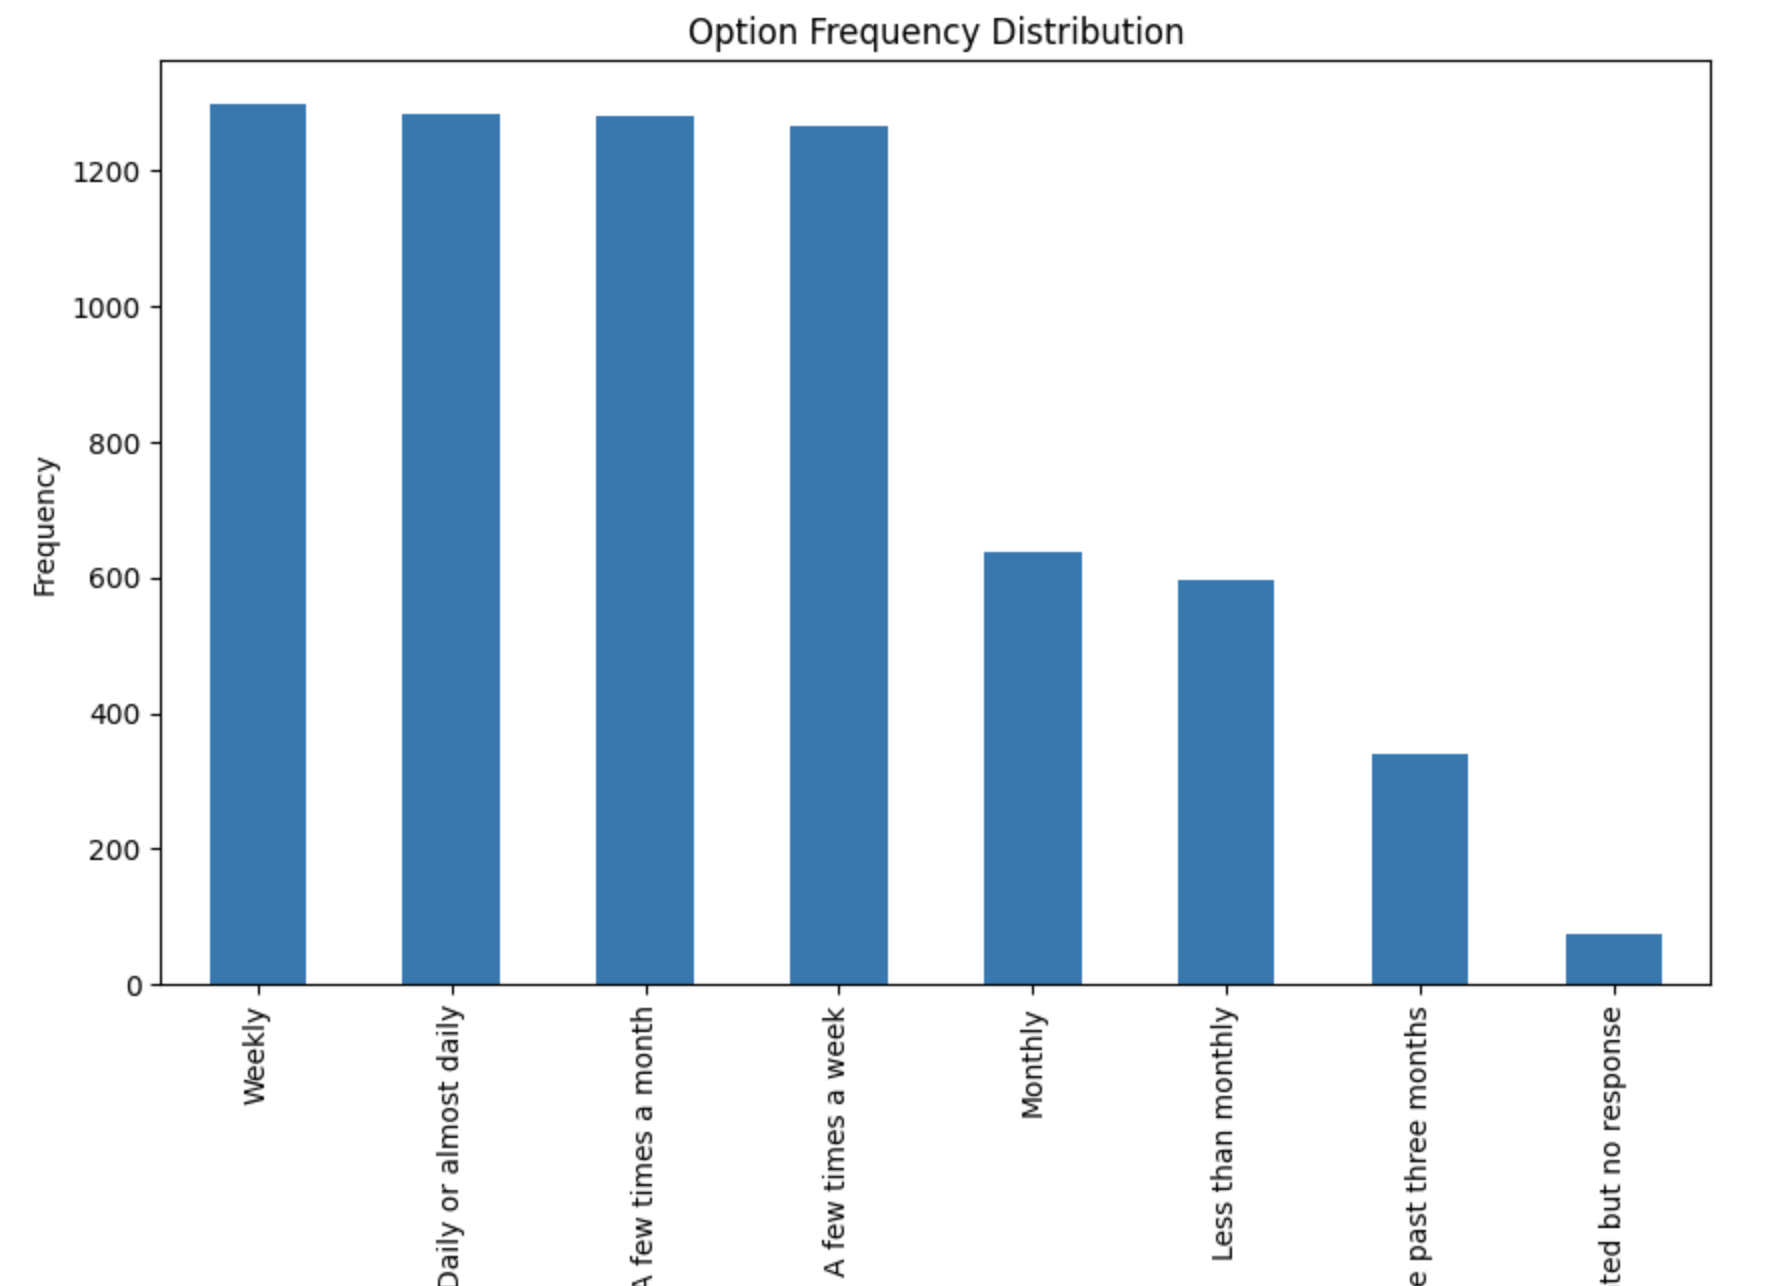 Option Frequency Distribution
1200
1000
800
600
400
200
0
Frequency
Weekly
Daily or almost daily
A few times a month
A few times a week
Monthly
Less than monthly
past three months
but no response